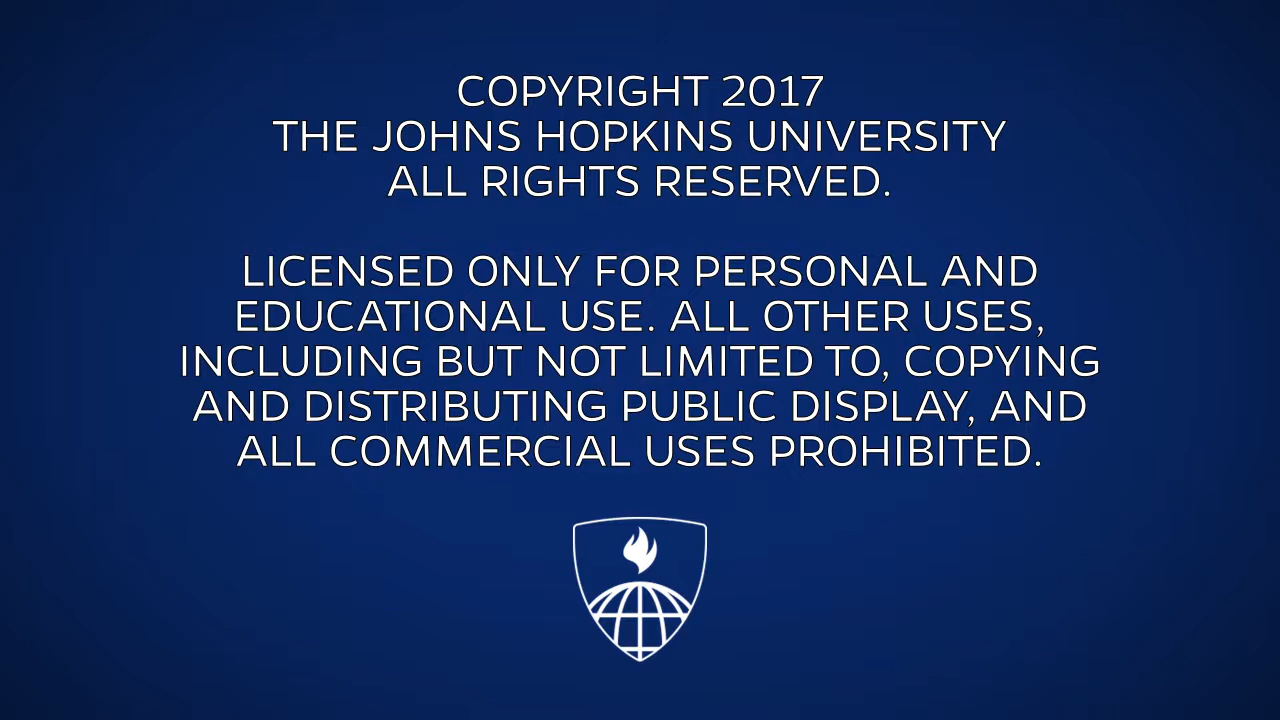 COPYRIGHT 2017
THE JOHNS HOPKINS UNIVERSITY
ALL RIGHTS RESERVED.
LICENSED ONLY FOR PERSONAL AND
EDUCATIONAL USE. ALL OTHER USES,
INCLUDING BUT NOT LIMITED TO, COPYING
AND DISTRIBUTING PUBLIC DISPLAY, AND
ALL COMMERCIAL USES PROHIBITED.